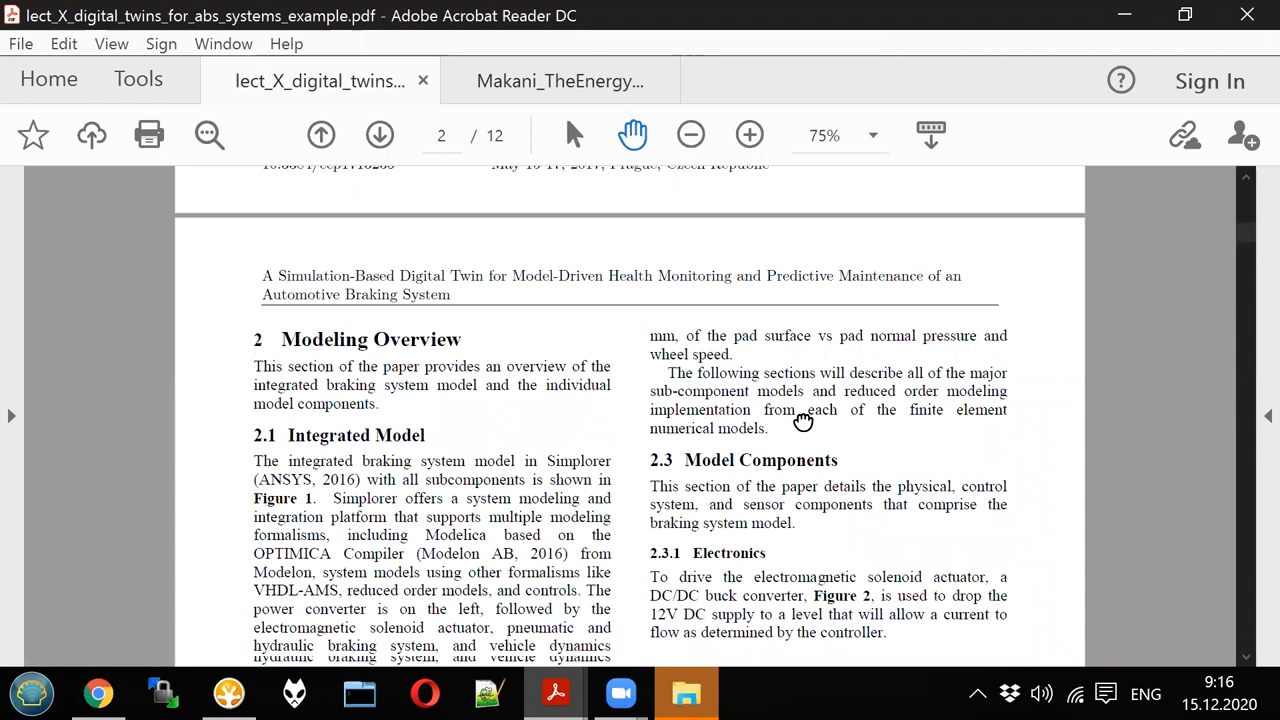 lect_X_digital_twins_for_abs_systems_example.pdf - Adobe Acrobat Reader DC
File Edit View Sign Window Help
Home Tools lect_X_digital_twins... Makani_TheEnergy... Sign In
2 / 12 75%
May 15-17, 2017, Prague, Czech Republic
A Simulation-Based Digital Twin for Model-Driven Health Monitoring and Predictive Maintenance of an
Automotive Braking System
2 Modeling Overview
This section of the paper provides an overview of the
integrated braking system model and the individual
model components.
2.1 Integrated Model
The integrated braking system model in Simplorer
(ANSYS, 2016) with all subcomponents is shown in
Figure 1. Simplorer offers a system modeling and
integration platform that supports multiple modeling
formalisms, including Modelica based on the
OPTIMICA Compiler (Modelon AB, 2016) from
Modelon, system models using other formalisms like
VHDL-AMS, reduced order models, and controls. The
power converter is on the left, followed by the
electromagnetic solenoid actuator, pneumatic and
hydraulic braking system, and vehicle dynamics
hydraulic braking system, and vehicle dynamics
mm, of the pad surface vs pad normal pressure and
wheel speed.
The following sections will describe all of the major
sub-component models and reduced order modeling
implementation from each of the finite element
numerical models.
2.3 Model Components
This section of the paper details the physical, control
system, and sensor components that comprise the
braking system model.
2.3.1 Electronics
To drive the electromagnetic solenoid actuator, a
DC/DC buck converter, Figure 2, is used to drop the
12V DC supply to a level that will allow a current to
flow as determined by the controller.
ENG
9:16
15.12.2020